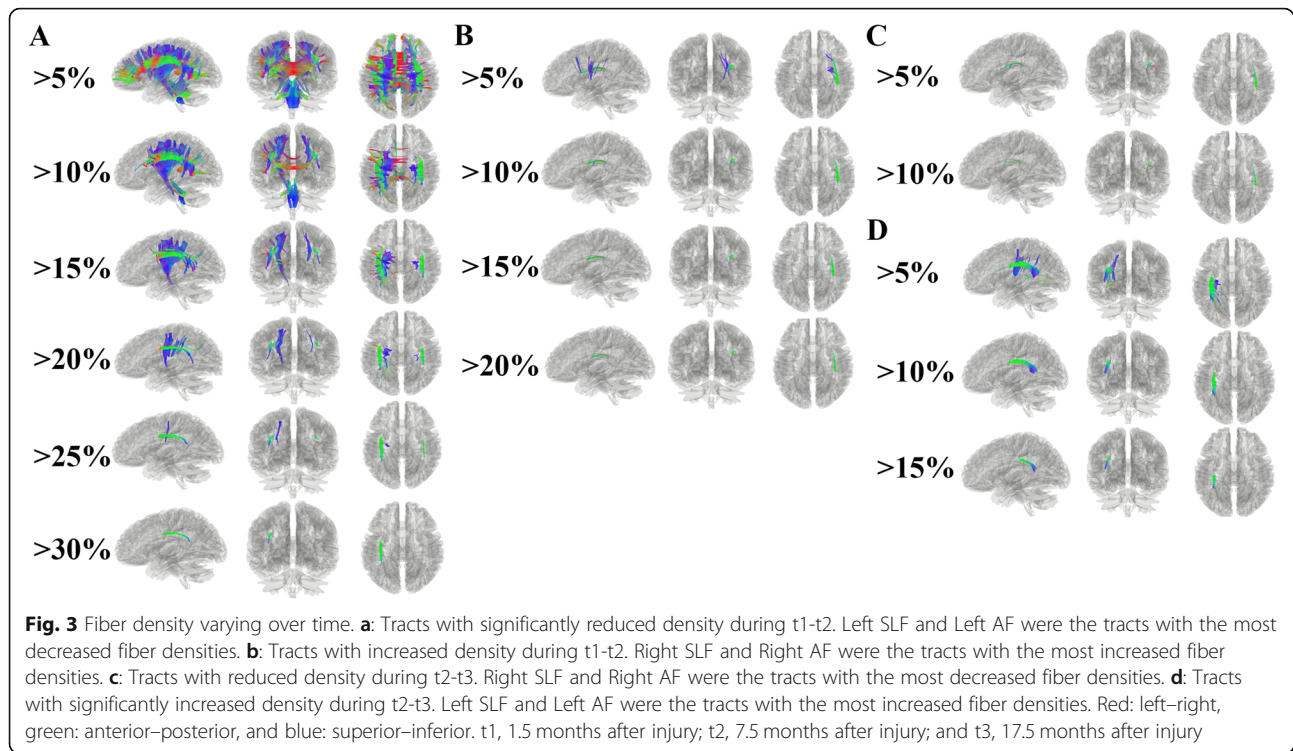 A
>5%
>10%
>15%
>20%
>25%
>30%
B
>5%
>10%
>15%
>20%
C
>5%
>10%
D
>5%
>10%
>15%
Fig. 3 Fiber density varying over time. a: Tracts with significantly reduced density during t1-t2. Left SLF and Left AF were the tracts with the most
decreased fiber densities. b: Tracts with increased density during t1-t2. Right SLF and Right AF were the tracts with the most increased fiber
densities. c: Tracts with reduced density during t2-t3. Right SLF and Right AF were the tracts with the most decreased fiber densities. d: Tracts
with significantly increased density during t2-t3. Left SLF and Left AF were the tracts with the most increased fiber densities. Red: left–right,
green: anterior–posterior, and blue: superior–inferior. t1, 1.5 months after injury; t2, 7.5 months after injury; and t3, 17.5 months after injury